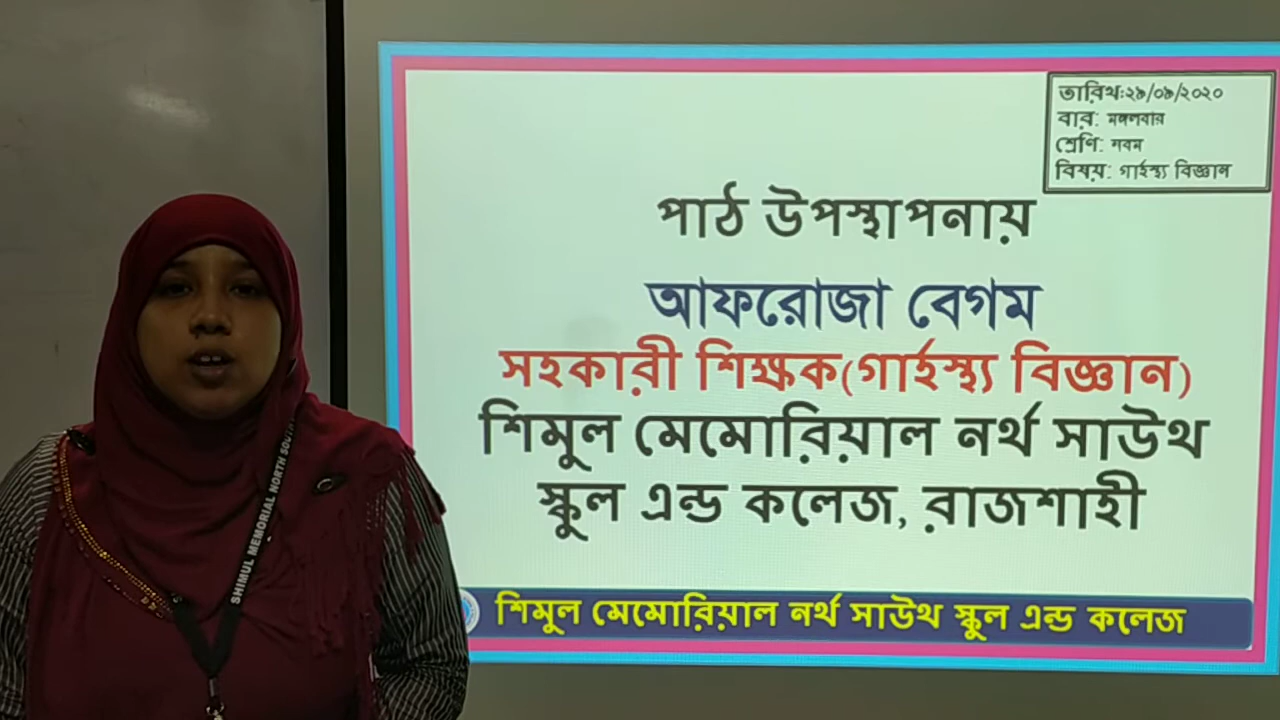 তারিখ:২৯/০৯/২০২০
বার: মঙ্গলবার
শ্রেণি: নবম
বিষয়: গার্হস্থ্য বিজ্ঞান
পাঠ উপস্থাপনায়
আফরোজা বেগম
সহকারী শিক্ষক(গার্হস্থ্য বিজ্ঞান)
শিমুল মেমোরিয়াল নর্থ সাউথ
স্কুল এন্ড কলেজ, রাজশাহী
শিমুল মেমোরিয়াল নর্থ সাউথ স্কুল এন্ড কলেজ
SHIMUL MEMORIAL NORTH SOUTH